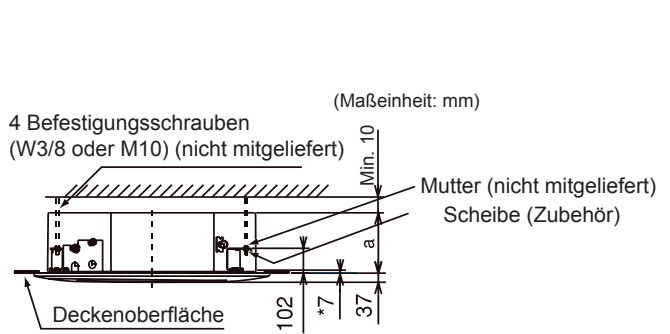 (Maßeinheit: mm)
4 Befestigungsschrauben
(W3/8 oder M10) (nicht mitgeliefert)
Min. 10
Mutter (nicht mitgeliefert)
Scheibe (Zubehör)
a
Deckenoberfläche
102
*7
37